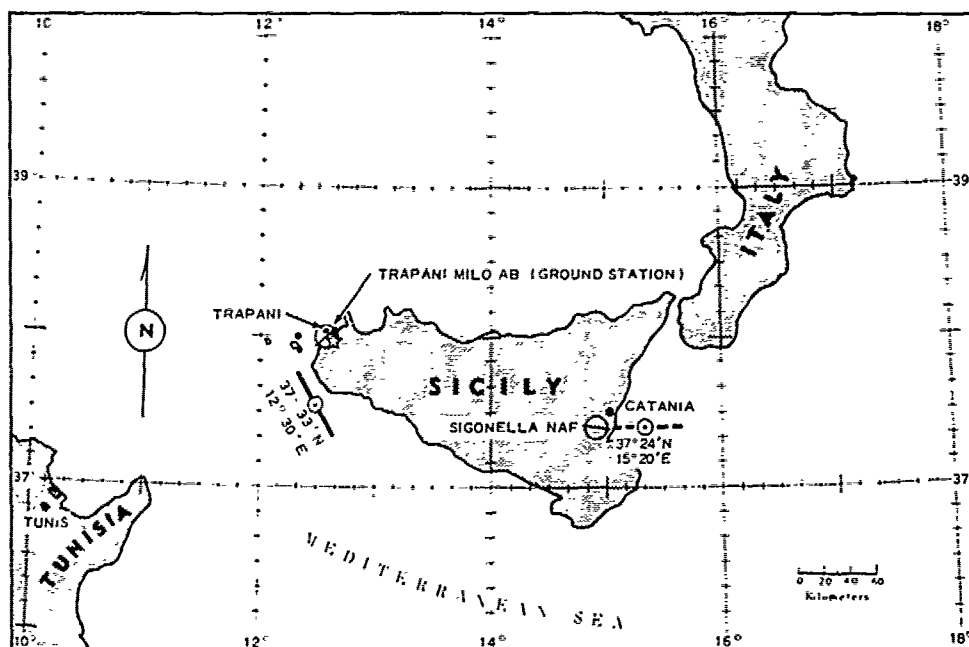 10
12°
14°
16
18°
39
39
ITALY
TRAPANI MILO AB (GROUND STATION)
TRAPANI
N
SICILY
37°33'N
12° 30'E
CATANIA
SIGONELLA NAF
37°24'N
15°20'E
37
37
TUNIS
TUNISIA
MEDITERRANEAN SEA
0 20 40 60
Kilometers
10°
12°
14°
16°
18°